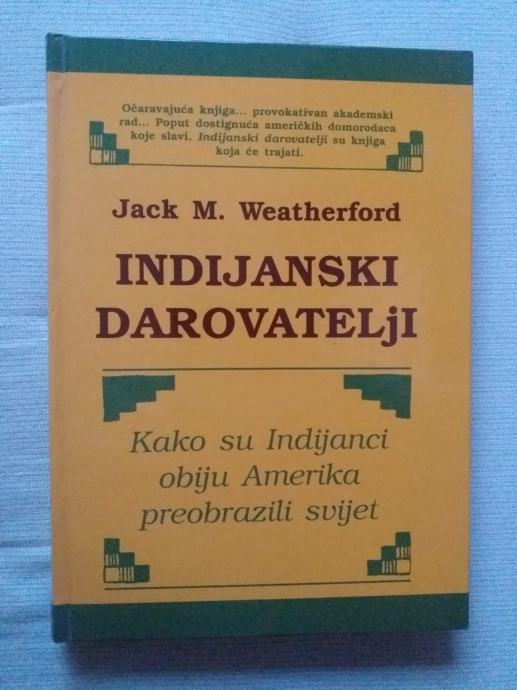 Očaravajuća knjiga... provokativan akademski
rad... Poput dostignuća američkih domorodaca
koje slavi, Indijanski darovatelji su knjiga
koja će trajati.
Jack M. Weatherford
INDIJANSKI
DAROVATELjI
Kako su Indijanci
obiju Amerika
preobrazili svijet